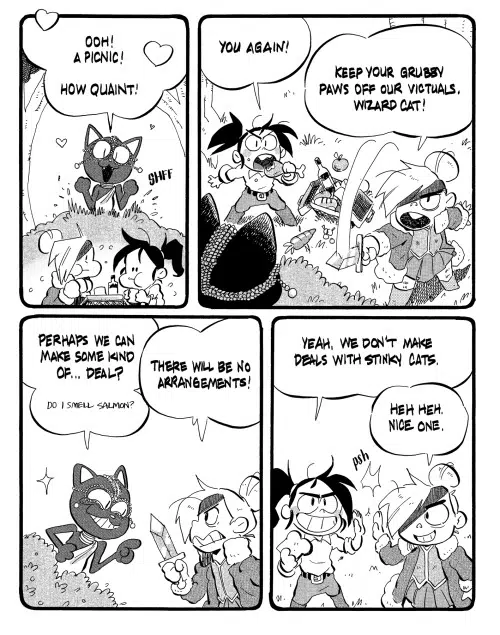 OOH!
A PICNIC!
HOW QUAINT!
SHFF
YOU AGAIN!
KEEP YOUR GRUBBY
PAWS OFF OUR VICTUALS,
WIZARD CAT!
PERHAPS WE CAN
MAKE SOME KIND
OF... DEAL?
DO I SMELL SALMON?
THERE WILL BE NO
ARRANGEMENTS!
YEAH, WE DON'T MAKE
DEALS WITH STINKY CATS.
HEH HEH.
NICE ONE.
psh